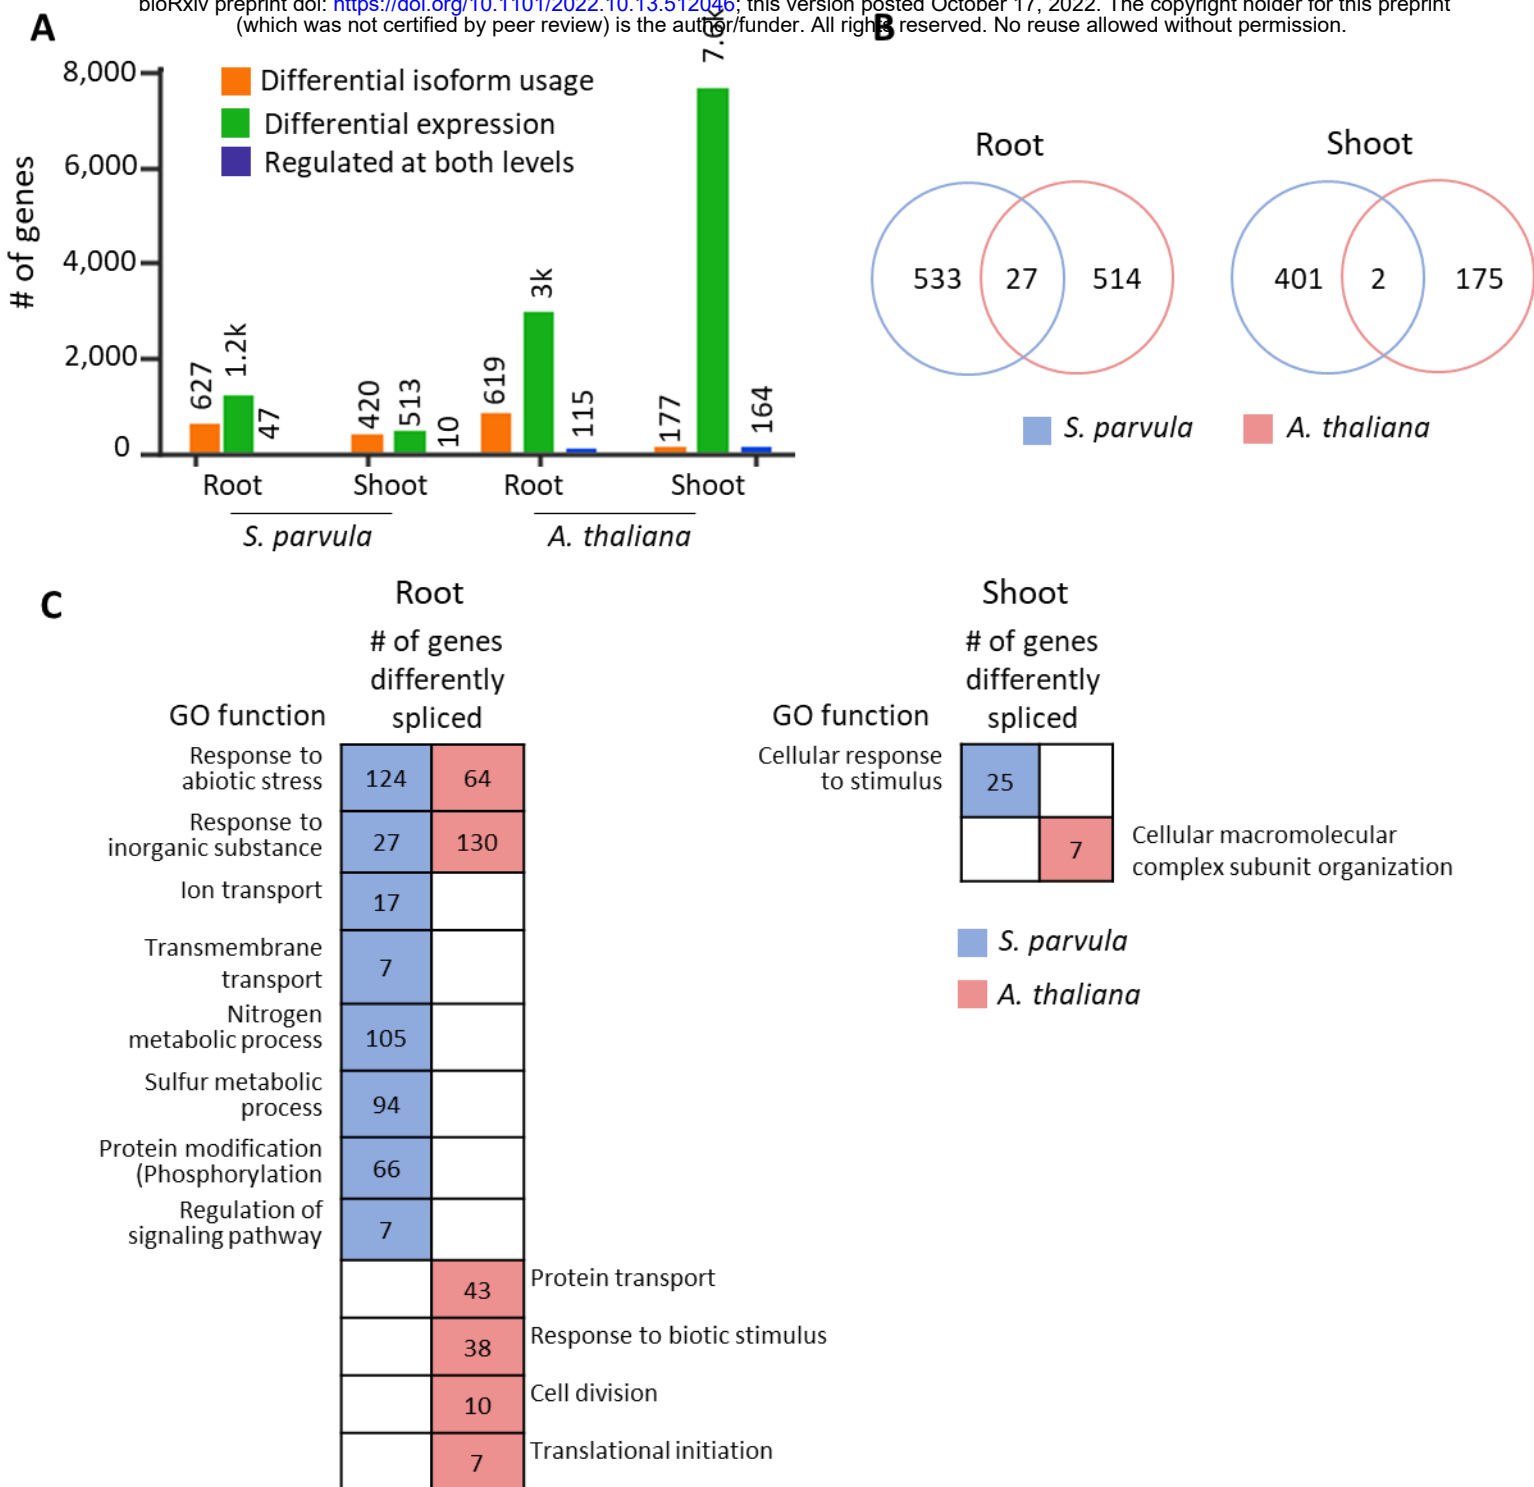 bioRxiv preprint doi: https://doi.org/10.1101/2022.10.13.512046; this version posted October 17, 2022. The copyright holder for this preprint
(which was not certified by peer review) is the author/funder. All rights reserved. No reuse allowed without permission.
A
# of genes
8,000
6,000
4,000
2,000
0
Differential isoform usage
Differential expression
Regulated at both levels
627
1.2k
47
420
513
10
619
3k
115
177
7.6k
164
Root
Shoot
Root
Shoot
S. parvula
A. thaliana
B
Root
Shoot
533
27
514
401
2
175
S. parvula
A. thaliana
C
Root
# of genes
differently
spliced
GO function
Response to
abiotic stress
124
64
Response to
inorganic substance
27
130
Ion transport
17
Transmembrane
transport
7
Nitrogen
metabolic process
105
Sulfur metabolic
process
94
Protein modification
(Phosphorylation
66
Regulation of
signaling pathway
7
43
Protein transport
38
Response to biotic stimulus
10
Cell division
7
Translational initiation
Shoot
# of genes
differently
spliced
GO function
Cellular response
to stimulus
25
7
Cellular macromolecular
complex subunit organization
S. parvula
A. thaliana